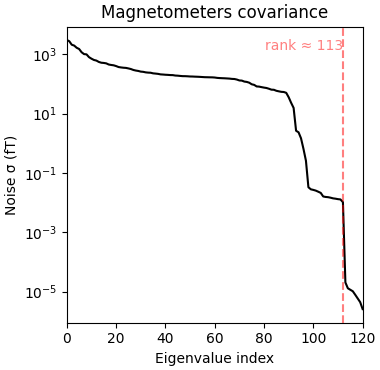 Magnetometers covariance
rank ≈ 113
10³
10¹
10⁻¹
10⁻³
10⁻⁵
Noise σ (fT)
0 20 40 60 80 100 120
Eigenvalue index